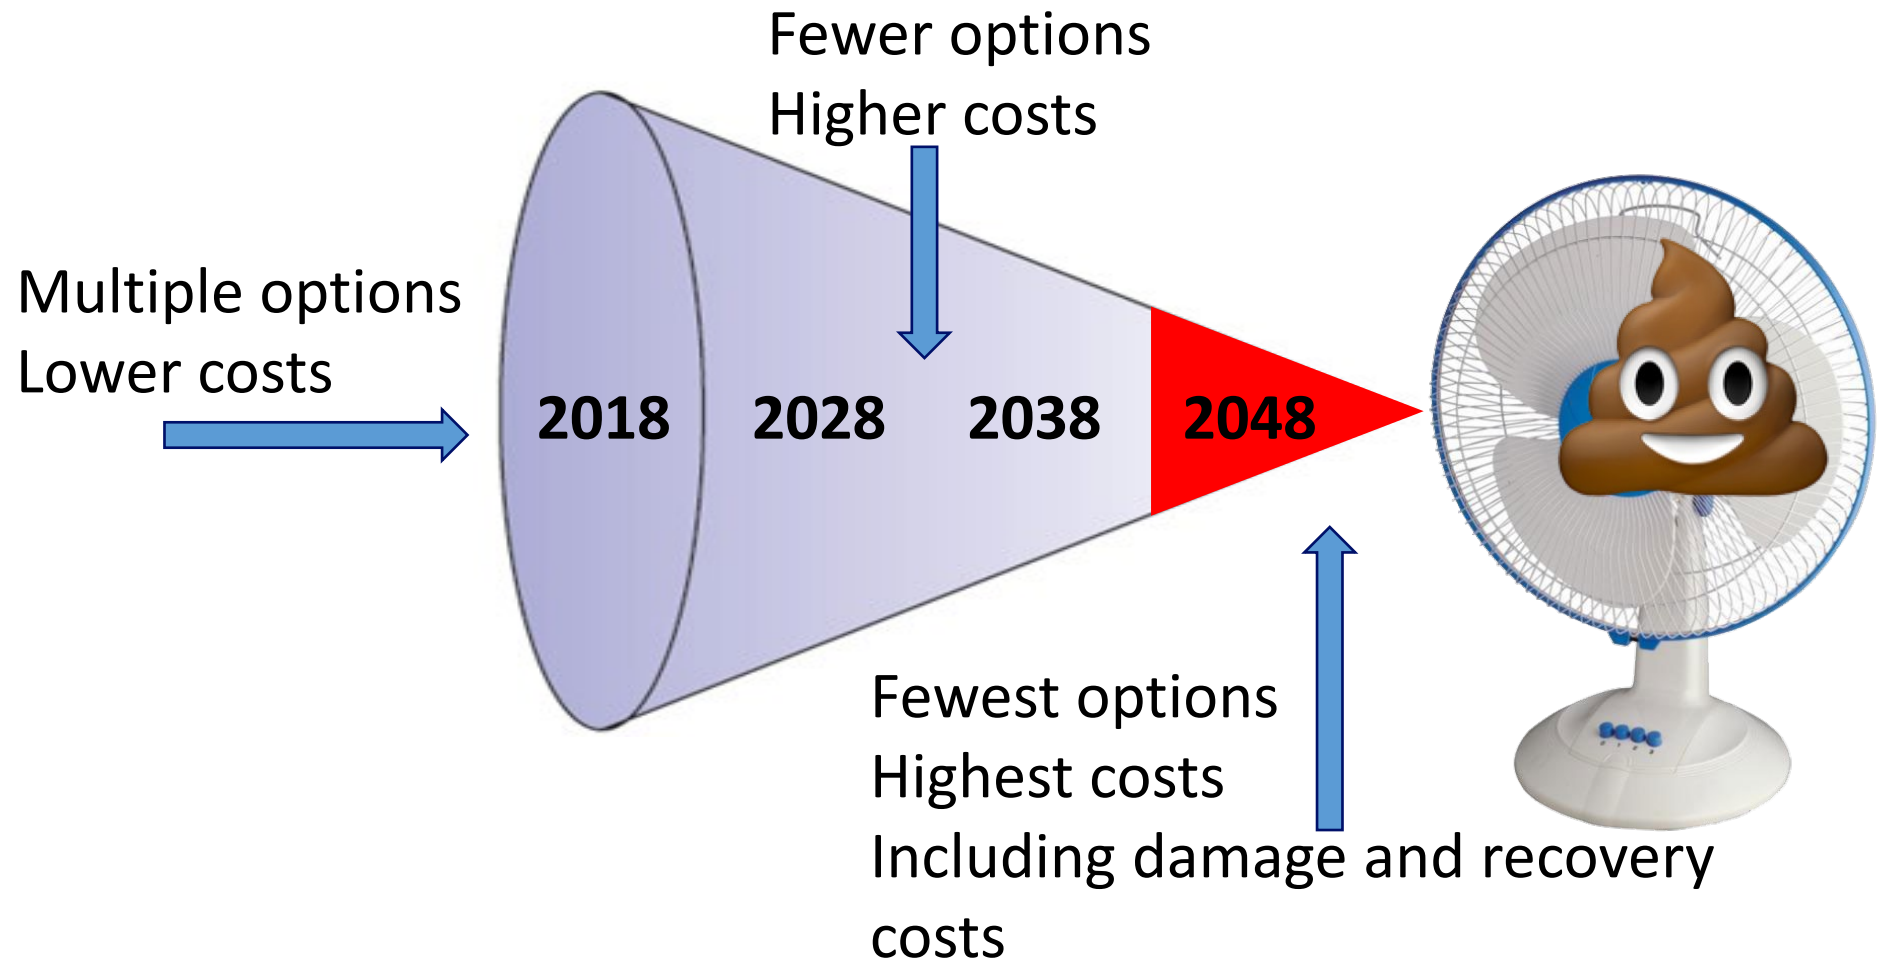 Fewer options
Higher costs
Multiple options
Lower costs
2018 2028 2038 2048
Fewest options
Highest costs
Including damage and recovery
costs